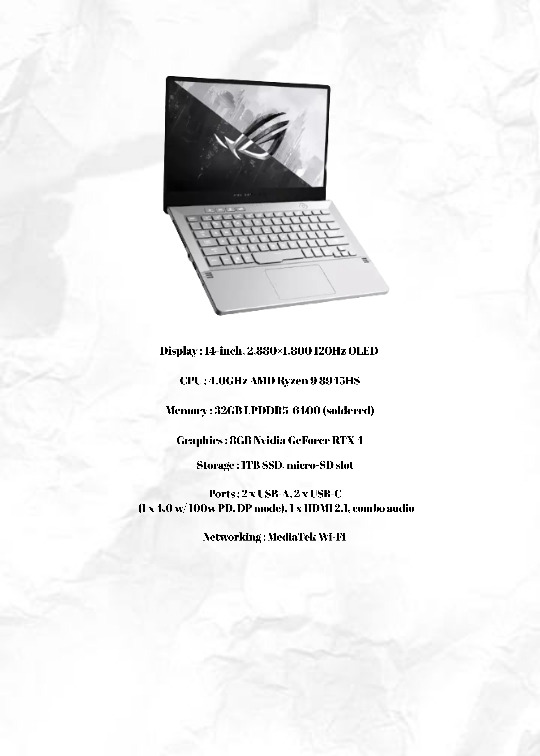 Display : 14-inch, 2,880×1,800 120Hz OLED
CPU : 4.0GHz AMD Ryzen 9 8945HS
Memory : 32GB LPDDR5-6400 (soldered)
Graphics : 8GB Nvidia GeForce RTX 4
Storage : 1TB SSD, micro-SD slot
Ports : 2 x USB-A, 2 x USB-C
(1 x 4.0 w/ 100w PD, DP mode), 1 x HDMI 2.1, combo audio
Networking : MediaTek Wi-Fi